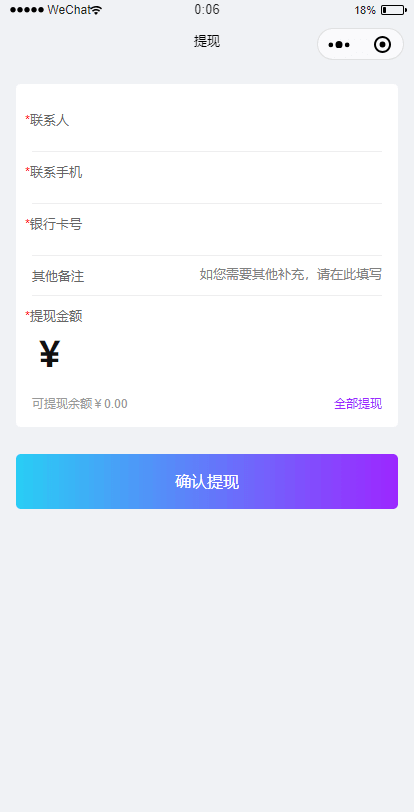 WeChat 0:06 18%
提现
*联系人
*联系手机
*银行卡号
其他备注 如您需要其他补充，请在此填写
*提现金额
¥
可提现余额￥0.00 全部提现
确认提现